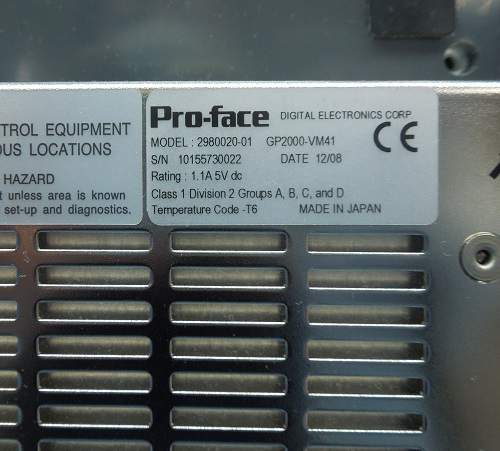 TROL EQUIPMENT
OUS LOCATIONS
HAZARD
t unless area is known
set-up and diagnostics.
Pro-face DIGITAL ELECTRONICS CORP.
MODEL : 2980020-01 GP2000-VM41
S/N 10155730022 DATE 12/08
Rating : 1.1A 5V dc
Class 1 Division 2 Groups A, B, C, and D
Temperature Code -T6 MADE IN JAPAN
CE